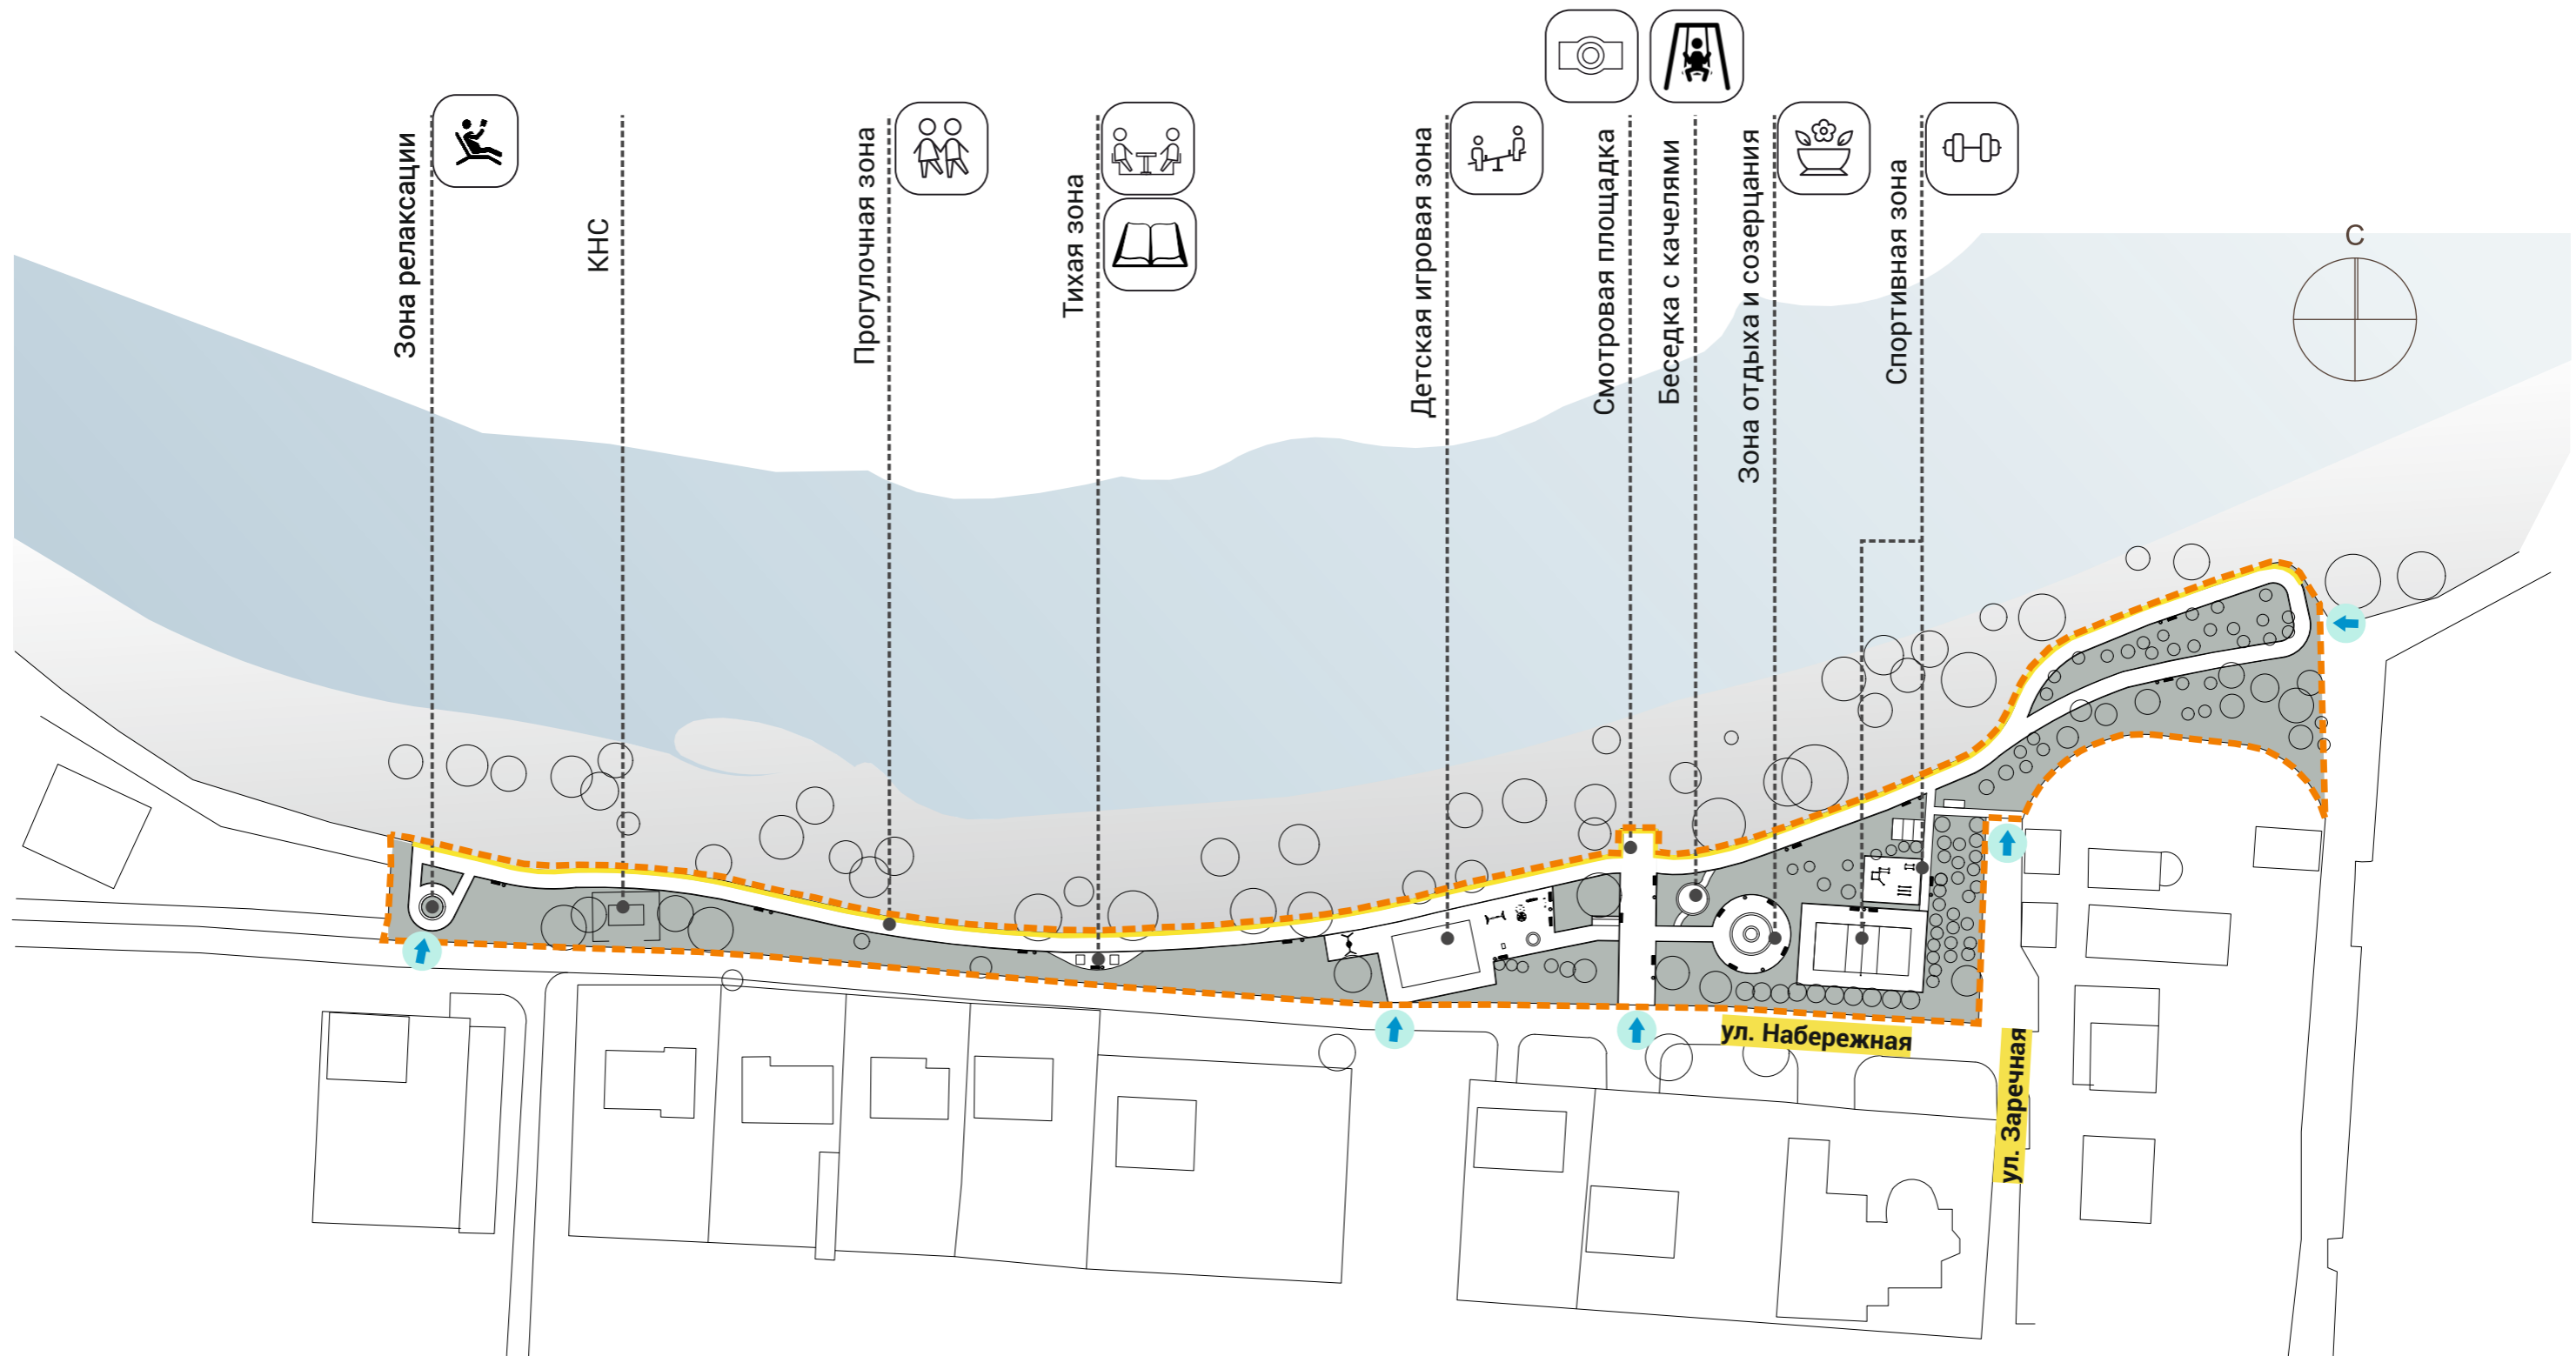 Зона релаксации
КНС
Прогулочная зона
Тихая зона
Детская игровая зона
Смотровая площадка
Беседка с качелями
Зона отдыха и созерцания
Спортивная зона
С
ул. Набережная
ул. Заречная